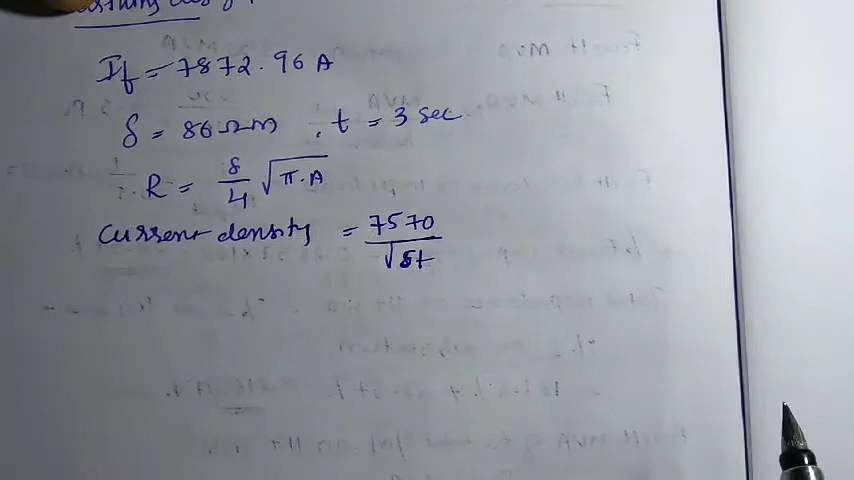 If = 7872.96 A
δ = 86 Ωm , t = 3 sec
R = δ/4 √π.A
Current density = 7570/√δt